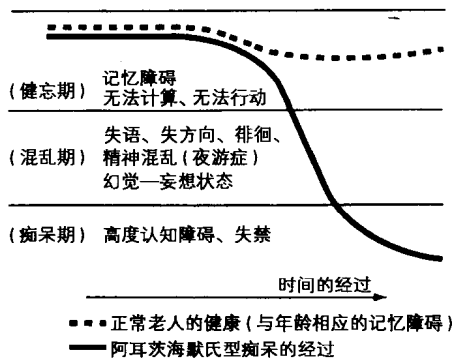 记忆障碍
(健忘期) 无法计算、无法行动
失语、失方向、徘徊、
(混乱期) 精神混乱(夜游症)
幻觉—妄想状态
(痴呆期) 高度认知障碍、失禁
时间的经过
正常老人的健康(与年龄相应的记忆障碍)
阿耳茨海默氏型痴呆的经过